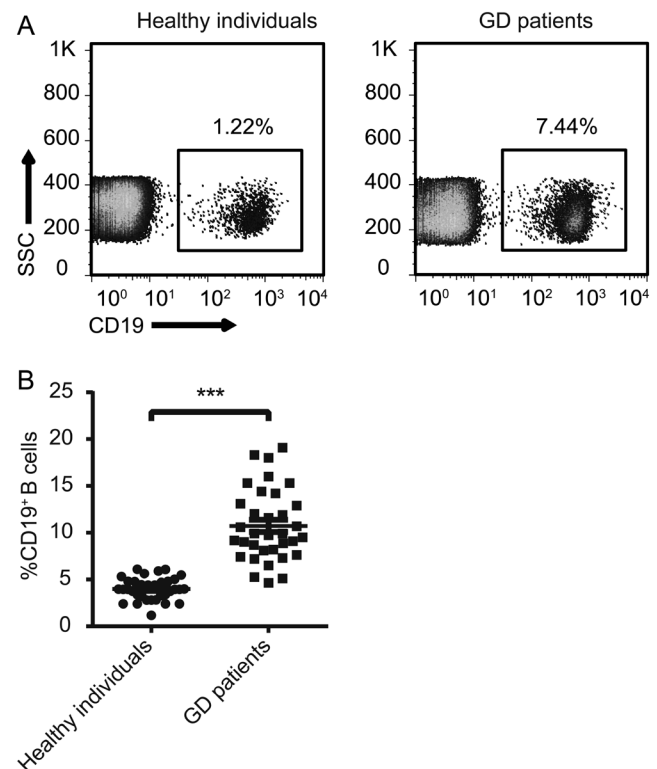 A
Healthy individuals
GD patients
1K
800
600
400
200
0
SSC
1.22%
10⁰ 10¹ 10² 10³ 10⁴
CD19
1K
800
600
400
200
0
7.44%
10⁰ 10¹ 10² 10³ 10⁴
B
25
20
15
10
5
0
%CD19⁺ B cells
***
Healthy individuals
GD patients